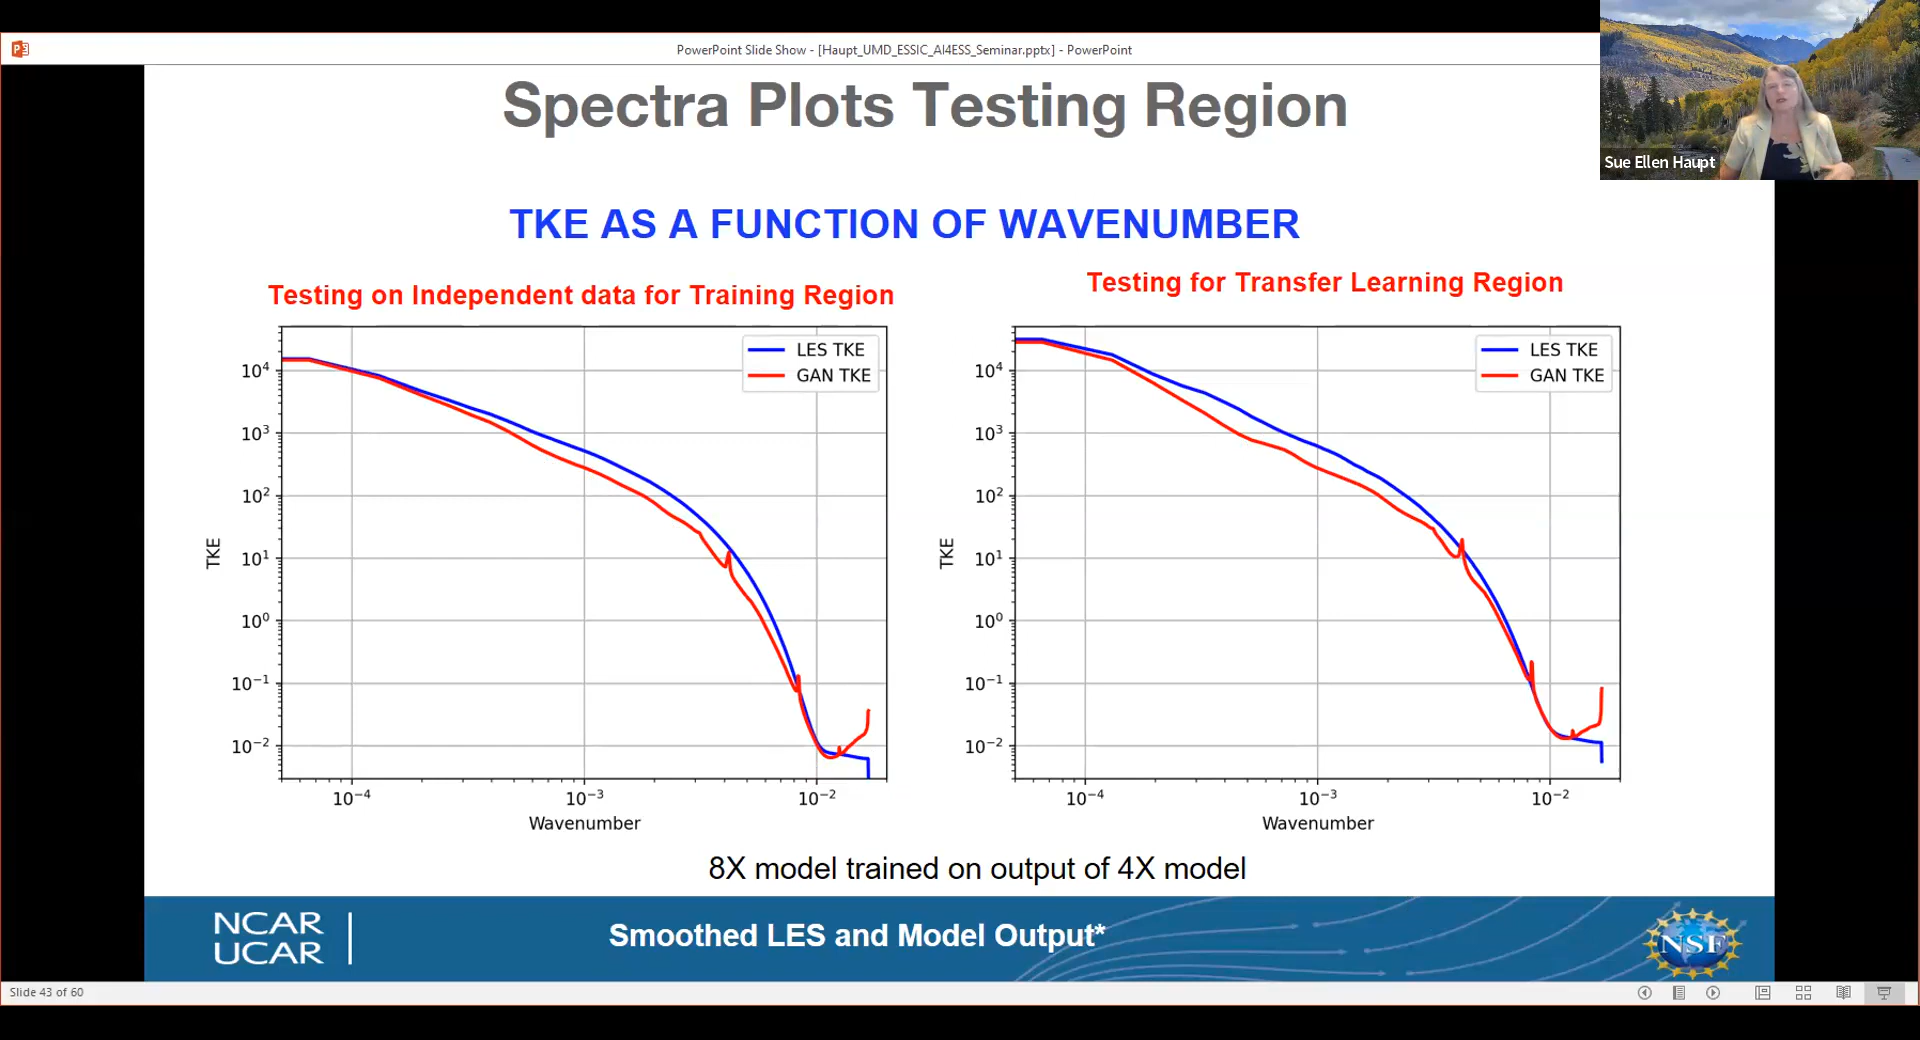 PowerPoint Slide Show - [Haupt_UMD_ESSIC_AI4ESS_Seminar.pptx] - PowerPoint
Sue Ellen Haupt
Spectra Plots Testing Region
TKE AS A FUNCTION OF WAVENUMBER
Testing on Independent data for Training Region
LES TKE
GAN TKE
10⁴
10³
10²
10¹
10⁰
10⁻¹
10⁻²
TKE
10⁻⁴
10⁻³
10⁻²
Wavenumber
Testing for Transfer Learning Region
LES TKE
GAN TKE
10⁴
10³
10²
10¹
10⁰
10⁻¹
10⁻²
TKE
10⁻⁴
10⁻³
10⁻²
Wavenumber
8X model trained on output of 4X model
NCAR
UCAR
Smoothed LES and Model Output*
NSF
Slide 43 of 60